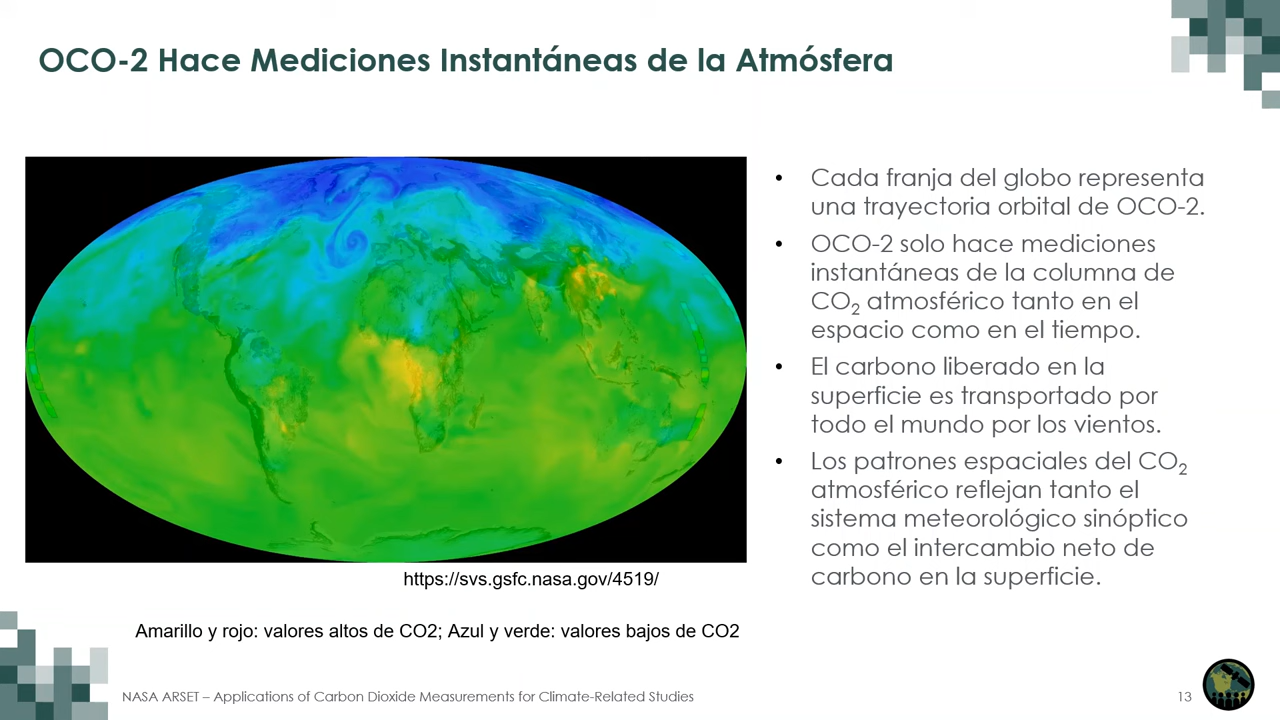 OCO-2 Hace Mediciones Instantáneas de la Atmósfera
• Cada franja del globo representa
una trayectoria orbital de OCO-2.
• OCO-2 solo hace mediciones
instantáneas de la columna de
CO₂ atmosférico tanto en el
espacio como en el tiempo.
• El carbono liberado en la
superficie es transportado por
todo el mundo por los vientos.
• Los patrones espaciales del CO₂
atmosférico reflejan tanto el
sistema meteorológico sinóptico
como el intercambio neto de
carbono en la superficie.
https://svs.gsfc.nasa.gov/4519/
Amarillo y rojo: valores altos de CO2; Azul y verde: valores bajos de CO2
NASA ARSET – Applications of Carbon Dioxide Measurements for Climate-Related Studies
13